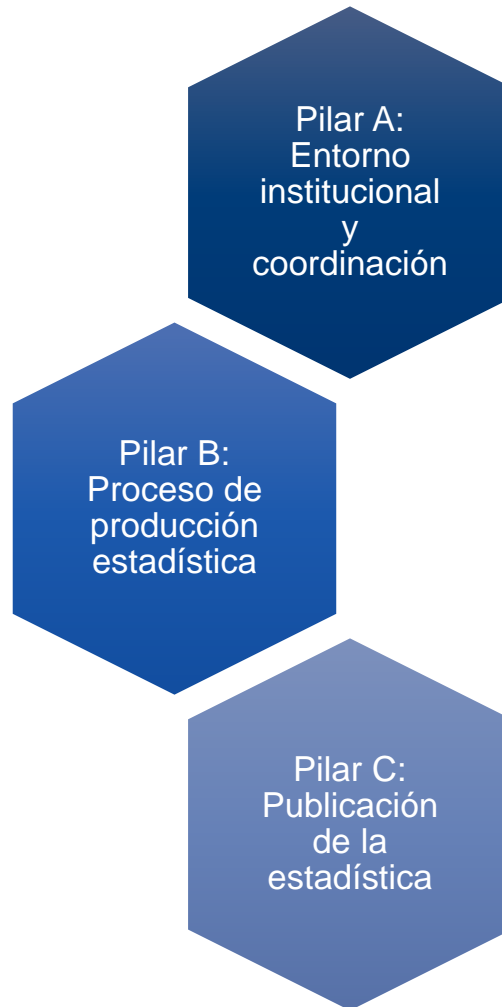 Pilar A:
Entorno
institucional
y
coordinación
Pilar B:
Proceso de
producción
estadística
Pilar C:
Publicación
de la
estadística